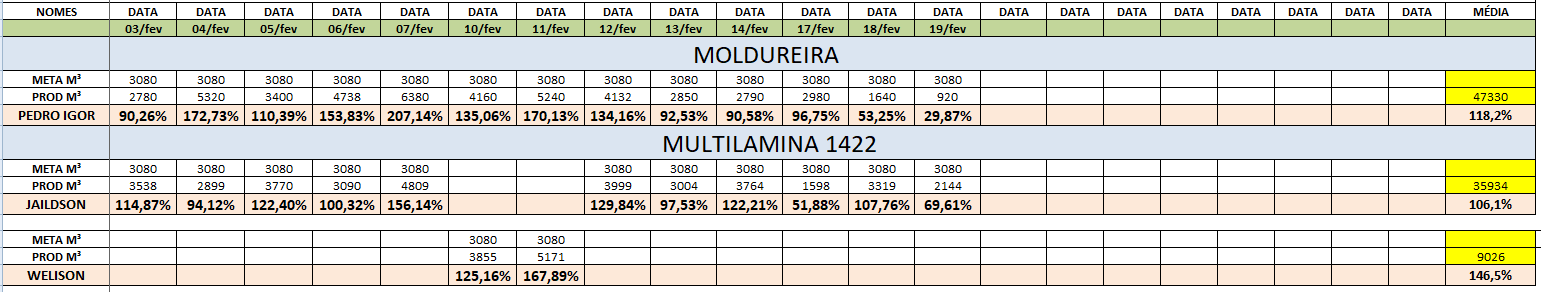 NOMES DATA DATA DATA DATA DATA DATA DATA DATA DATA DATA DATA DATA DATA DATA DATA DATA DATA DATA DATA DATA DATA MÉDIA
03/fev 04/fev 05/fev 06/fev 07/fev 10/fev 11/fev 12/fev 13/fev 14/fev 17/fev 18/fev 19/fev
MOLDUREIRA
META M³ 3080 3080 3080 3080 3080 3080 3080 3080 3080 3080 3080 3080 3080
PROD M³ 2780 5320 3400 4738 6380 4160 5240 4132 2850 2790 2980 1640 920 47330
PEDRO IGOR 90,26% 172,73% 110,39% 153,83% 207,14% 135,06% 170,13% 134,16% 92,53% 90,58% 96,75% 53,25% 29,87% 118,2%
MULTILAMINA 1422
META M³ 3080 3080 3080 3080 3080 3080 3080 3080 3080 3080 3080
PROD M³ 3538 2899 3770 3090 4809 3999 3004 3764 1598 3319 2144 35934
JAILDSON 114,87% 94,12% 122,40% 100,32% 156,14% 129,84% 97,53% 122,21% 51,88% 107,76% 69,61% 106,1%
META M³ 3080 3080
PROD M³ 3855 5171 9026
WELISON 125,16% 167,89% 146,5%